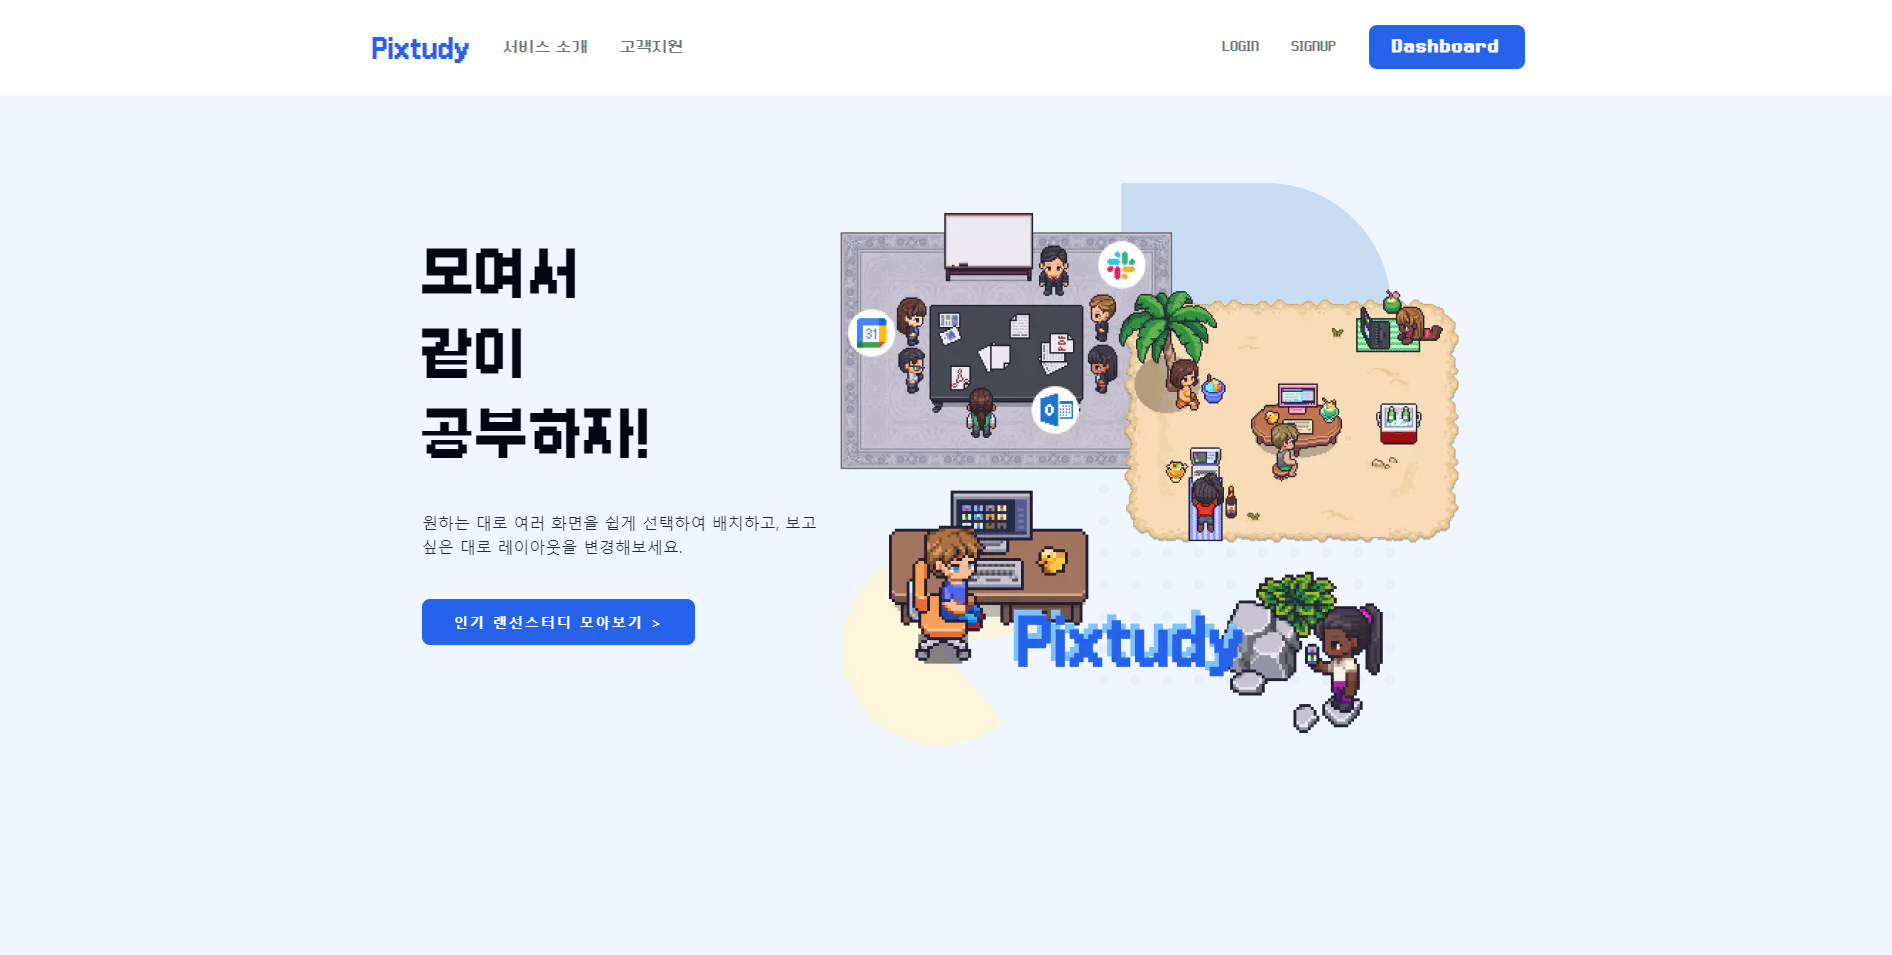 Pixtudy
서비스 소개
고객지원
LOGIN
SIGNUP
Dashboard
모여서
같이
공부하자!
원하는 대로 여러 화면을 쉽게 선택하여 배치하고, 보고
싶은 대로 레이아웃을 변경해보세요.
인기 랜선스터디 모아보기 >
31
PDF
Pixtudy